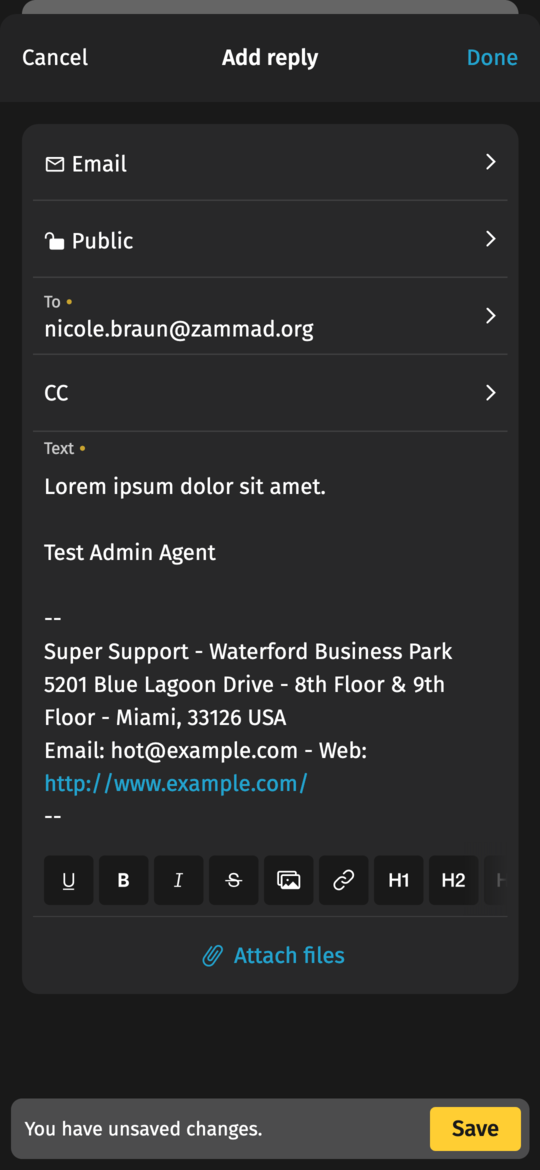 Cancel Add reply Done
Email
Public
To
nicole.braun@zammad.org
CC
Text
Lorem ipsum dolor sit amet.
Test Admin Agent
--
Super Support - Waterford Business Park
5201 Blue Lagoon Drive - 8th Floor & 9th
Floor - Miami, 33126 USA
Email: hot@example.com - Web:
http://www.example.com/
--
U B I S H1 H2 H
Attach files
You have unsaved changes. Save